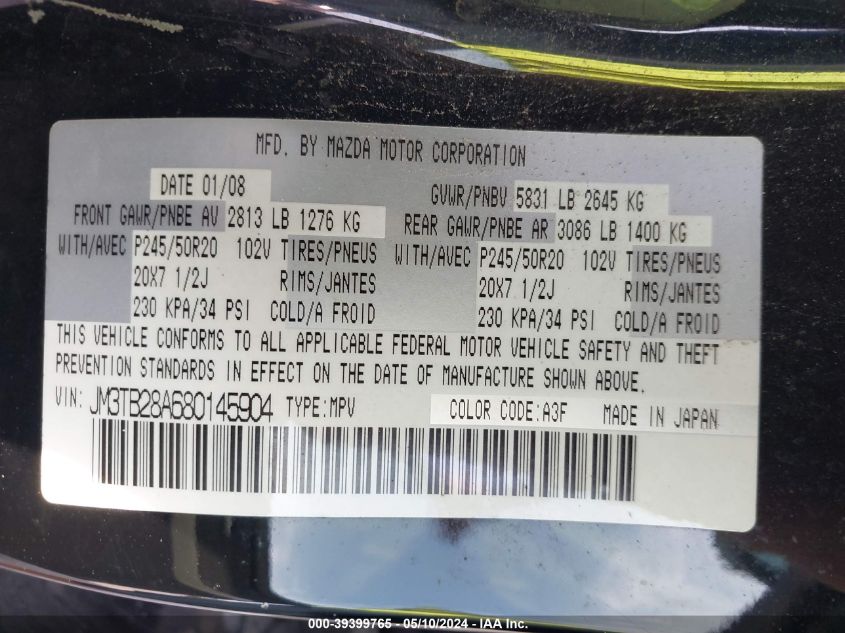 MFD. BY MAZDA MOTOR CORPORATION
DATE 01/08 GVWR/PNBV 5831 LB 2645 KG
FRONT GAWR/PNBE AV 2813 LB 1276 KG REAR GAWR/PNBE AR 3086 LB 1400 KG
WITH/AVEC P245/50R20 102V TIRES/PNEUS WITH/AVEC P245/50R20 102V TIRES/PNEUS
20X7 1/2J RIMS/JANTES 20X7 1/2J RIMS/JANTES
230 KPA/34 PSI COLD/A FROID 230 KPA/34 PSI COLD/A FROID
THIS VEHICLE CONFORMS TO ALL APPLICABLE FEDERAL MOTOR VEHICLE SAFETY AND THEFT
PREVENTION STANDARDS IN EFFECT ON THE DATE OF MANUFACTURE SHOWN ABOVE.
VIN: JM3TB28A680145904 TYPE:MPV COLOR CODE:A3F MADE IN JAPAN
000-39399765 - 05/10/2024 - IAA Inc.